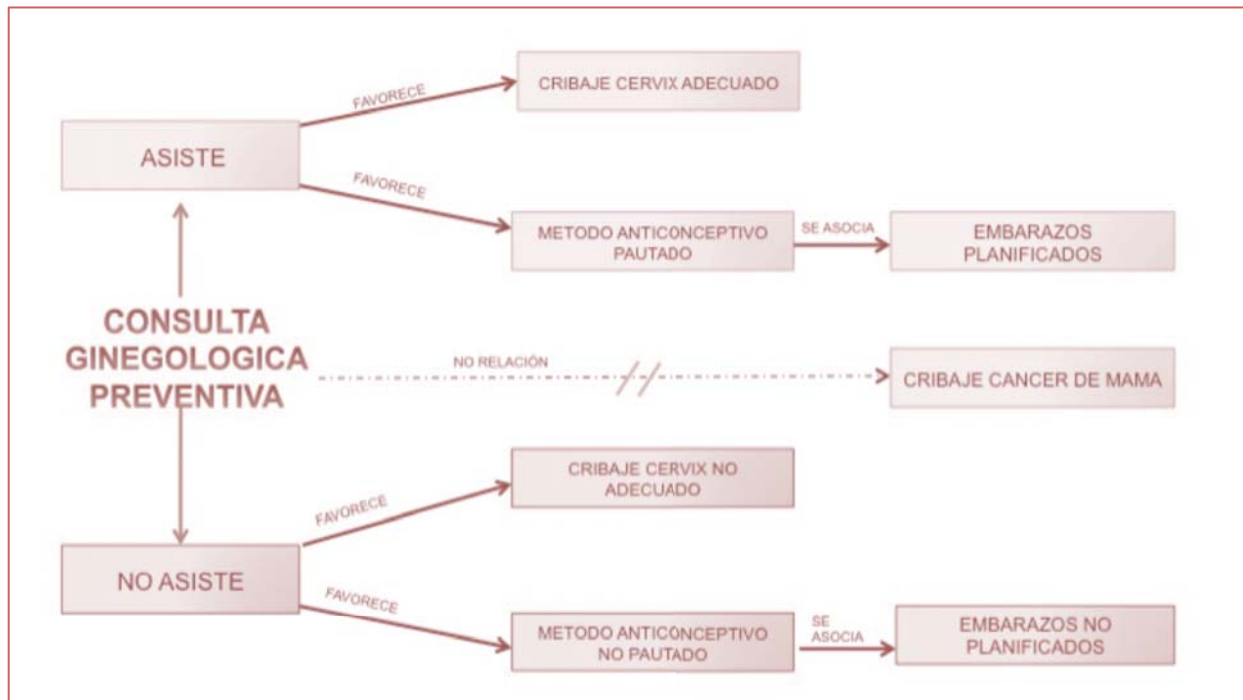 CRIBAJE CERVIX ADECUADO
FAVORECE
ASISTE
FAVORECE
METODO ANTICONCEPTIVO
PAUTADO
SE ASOCIA
EMBARAZOS
PLANIFICADOS
CONSULTA
GINEGOLOGICA
PREVENTIVA
NO RELACIÓN
CRIBAJE CANCER DE MAMA
CRIBAJE CERVIX NO
ADECUADO
FAVORECE
NO ASISTE
FAVORECE
METODO ANTICONCEPTIVO
NO PAUTADO
SE
ASOCIA
EMBARAZOS NO
PLANIFICADOS